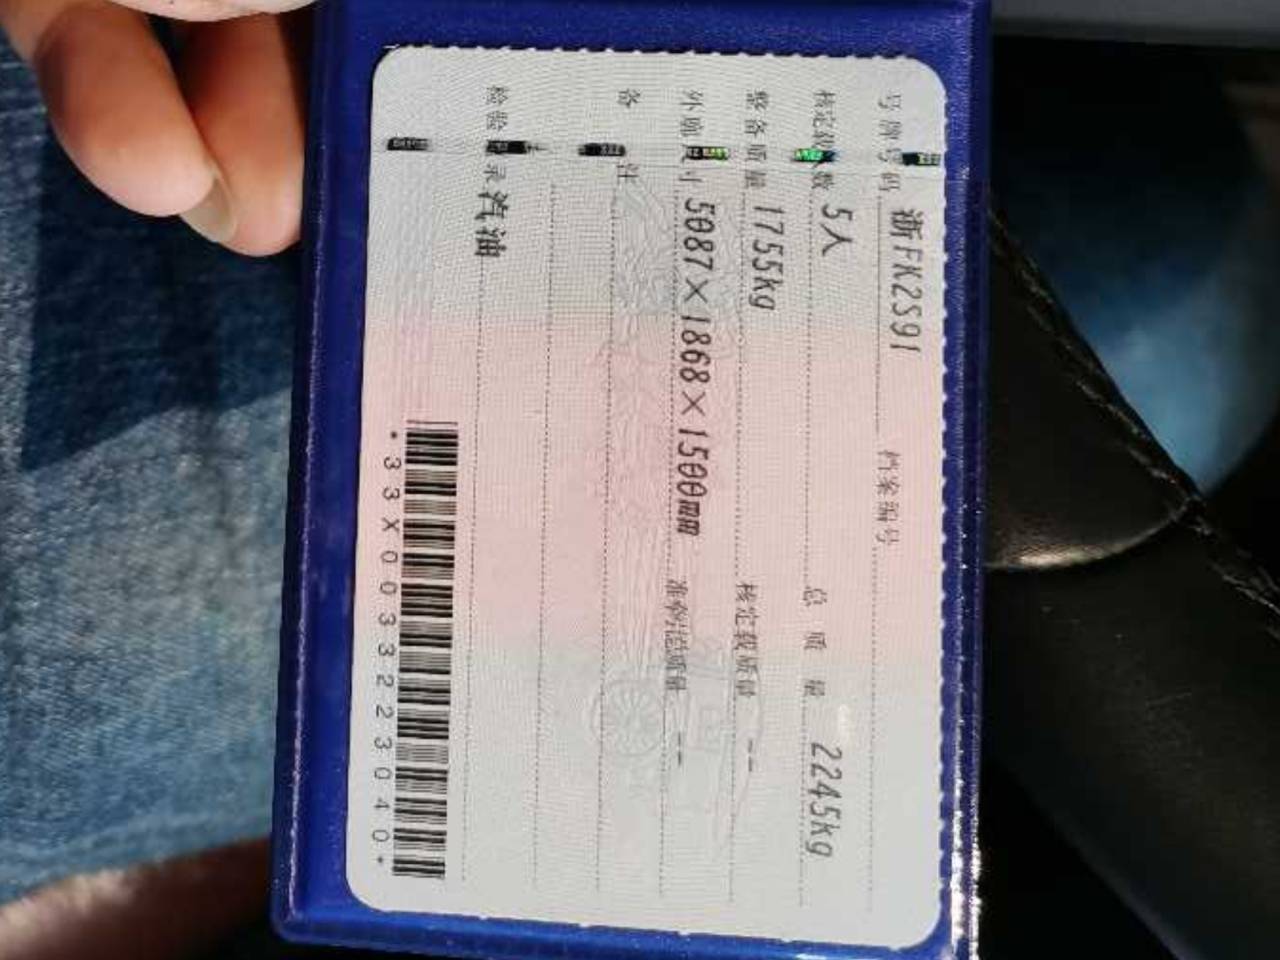 号牌号码 浙FK2S91 档案编号
核定载人数 5人 总质量 2245kg
整备质量 1755kg 核定载质量 --
外廓尺寸 5087×1868×1500mm 准牵引总质量 --
备注
检验记录 汽油
*33X0033223040*